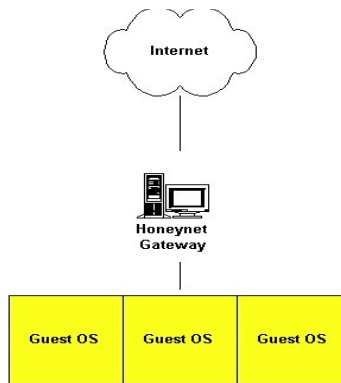 Internet
Honeynet
Gateway
Guest OS
Guest OS
Guest OS